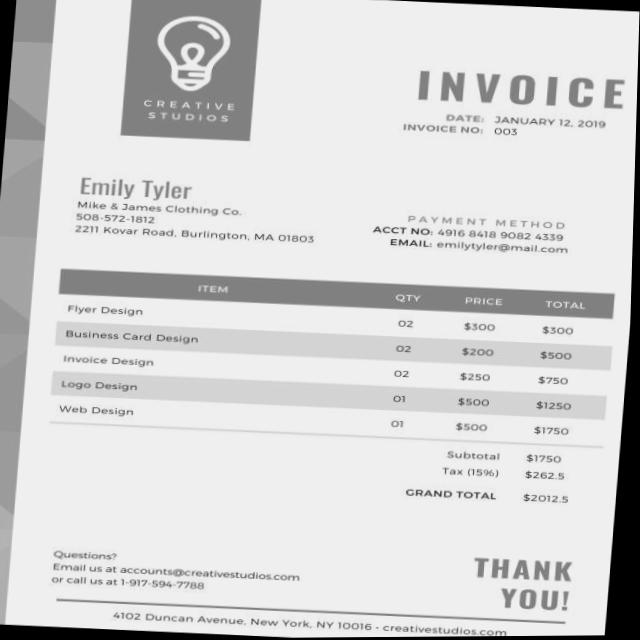 CREATIVE
STUDIOS
INVOICE
DATE: JANUARY 12, 2019
INVOICE NO: 003
Emily Tyler
Mike & James Clothing Co.
508-572-1812
2211 Kovar Road, Burlington, MA 01803
PAYMENT METHOD
ACCT NO: 4916 8418 9082 4339
EMAIL: emilytyler@mail.com
ITEM QTY PRICE TOTAL
Flyer Design 02 $300 $300
Business Card Design 02 $200 $500
Invoice Design 02 $250 $750
Logo Design 01 $500 $1250
Web Design 01 $500 $1750
Subtotal $1750
Tax (15%) $262.5
GRAND TOTAL $2012.5
Questions?
Email us at accounts@creativestudios.com
or call us at 1-917-594-7788
THANK
YOU!
4102 Duncan Avenue, New York, NY 10016 - creativestudios.com